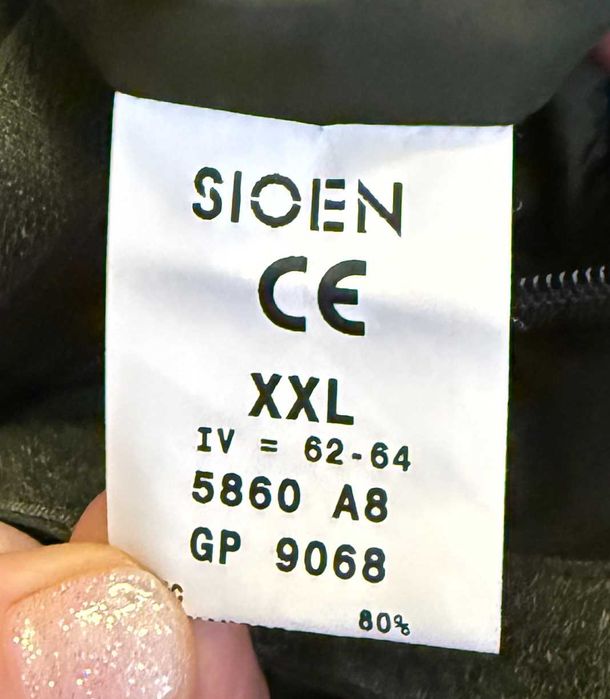 SIOEN
CE
XXL
IV = 62-64
5860 A8
GP 9068
80%